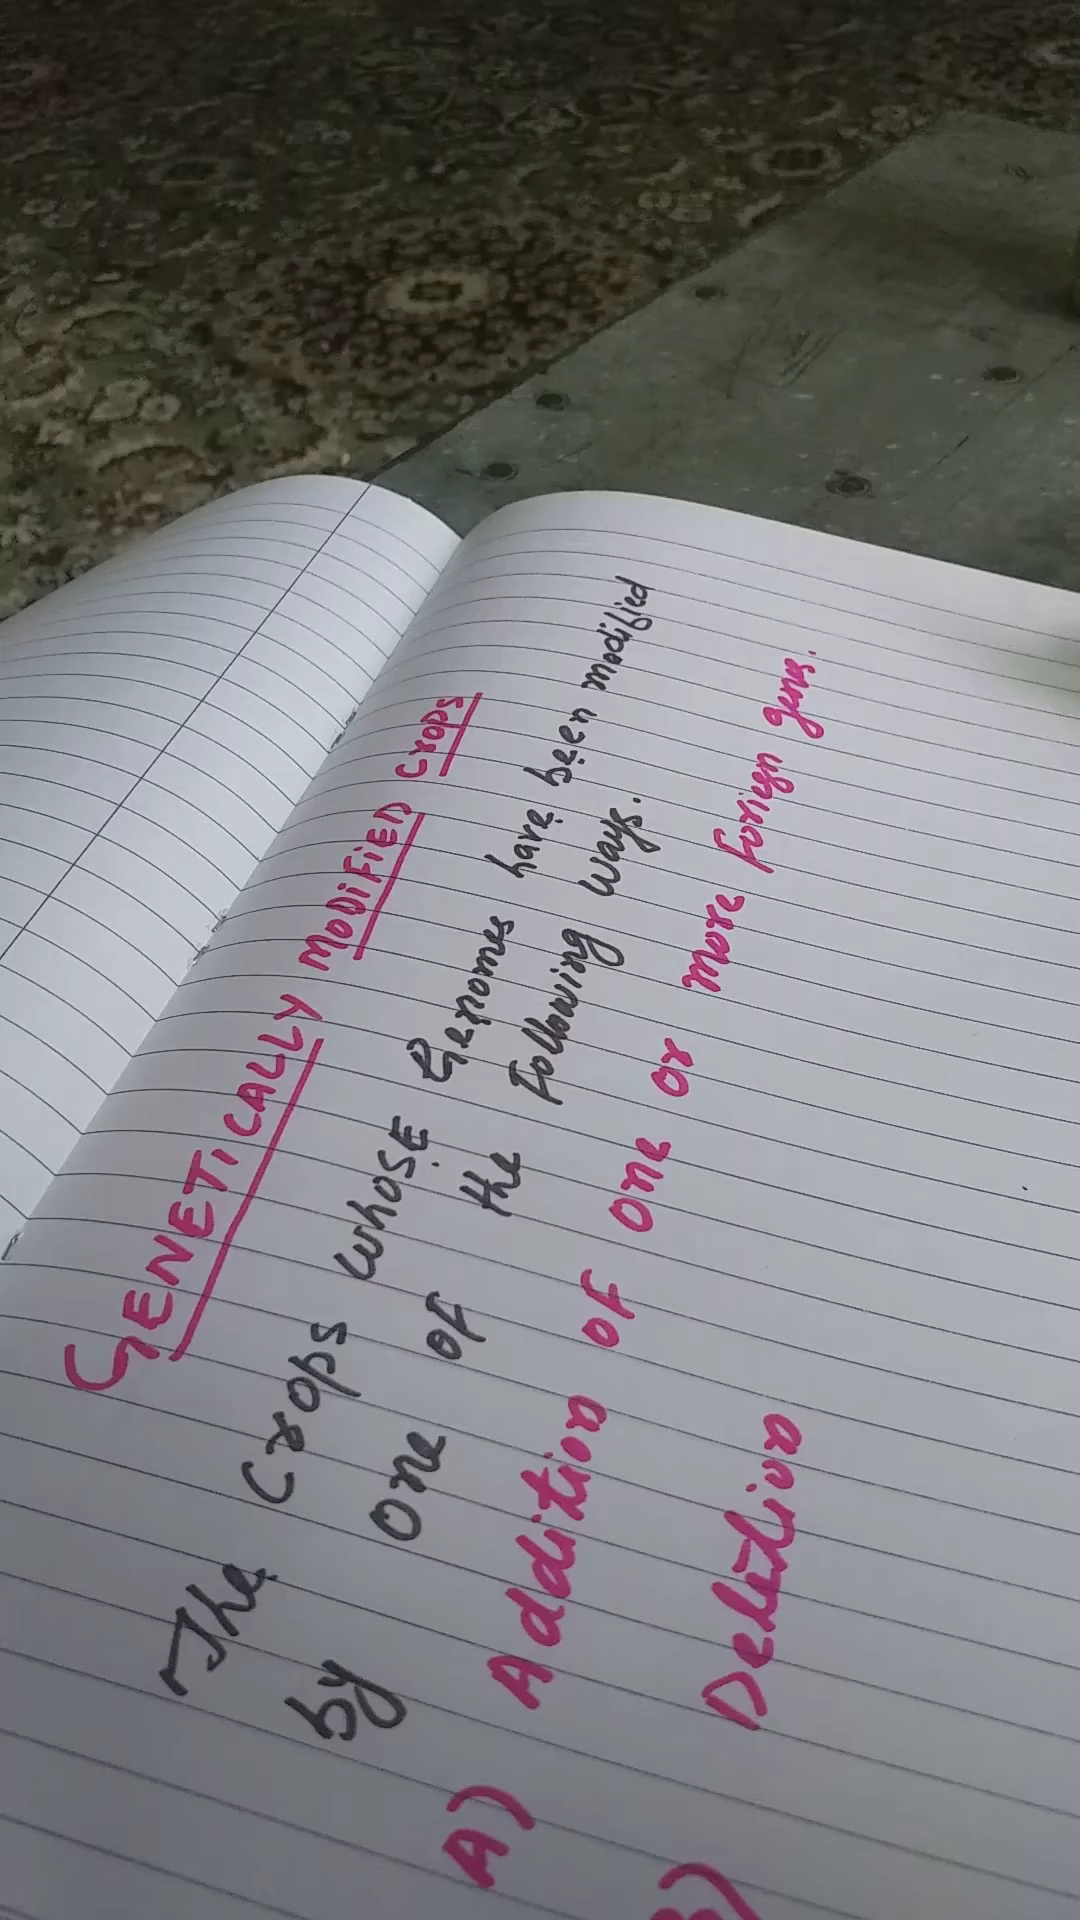 GENETICALLY MODIFIED CROPS
The Crops whose Genomes have been modified
by one of the Following ways.
A) Addition of one or more foriegn genes.
B) Deletion